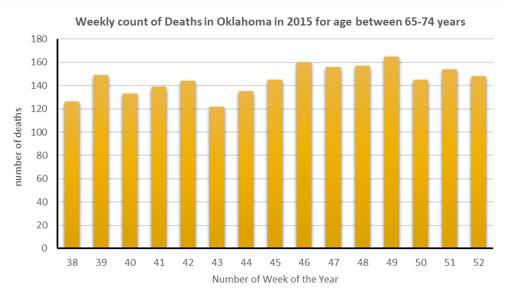 Weekly count of Deaths in Oklahoma in 2015 for age between 65-74 years
number of deaths
180
160
140
120
100
80
60
40
20
0
38 39 40 41 42 43 44 45 46 47 48 49 50 51 52
Number of Week of the Year